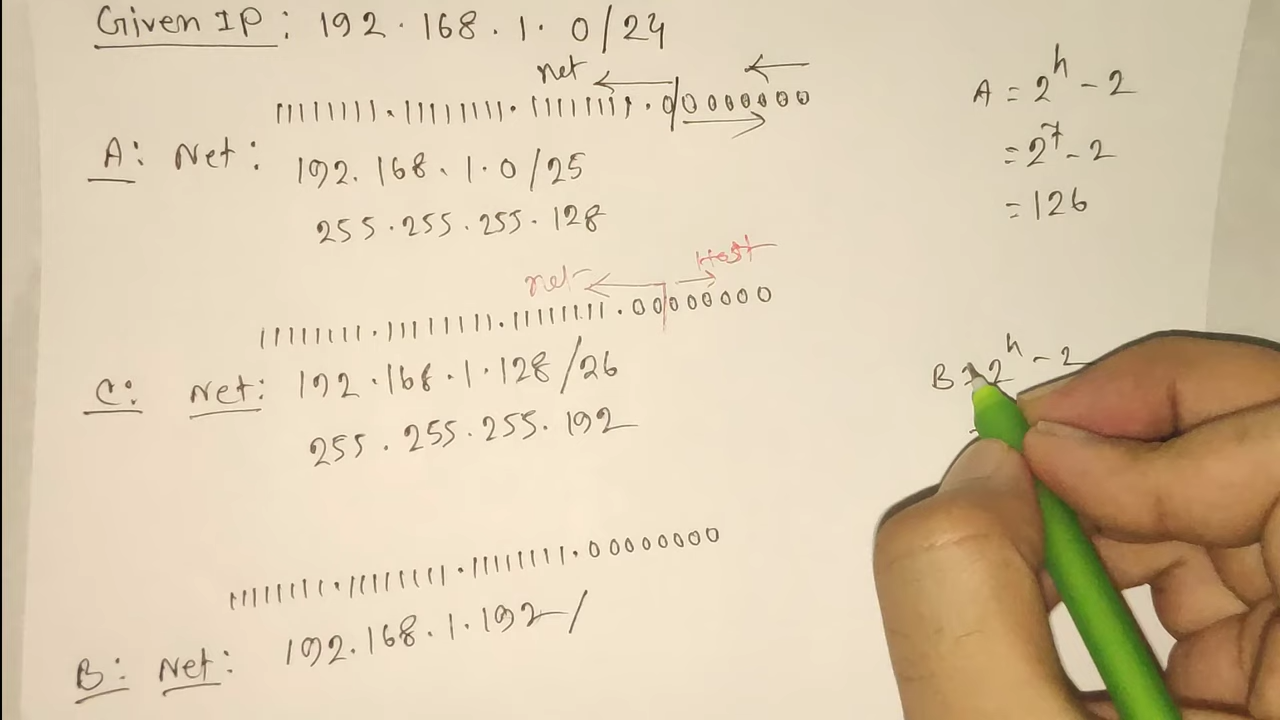 Given IP: 192.168.1.0/24
net
11111111.11111111.11111111.00000000
A: Net: 192.168.1.0/25
255.255.255.128
A = 2^h - 2
= 2^7 - 2
= 126
net Host
11111111.11111111.11111111.00000000
C: Net: 192.168.1.128/26
255.255.255.192
B = 2^h - 2
11111111.11111111.11111111.00000000
B: Net: 192.168.1.192/